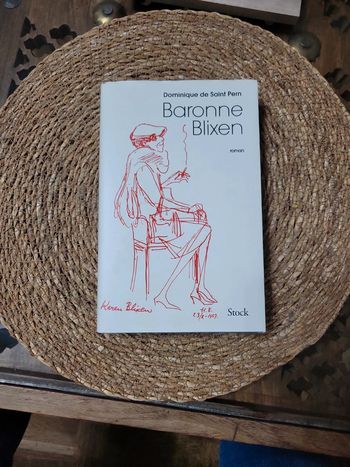 Dominique de Saint Pern
Baronne
Blixen
roman
Karen Blixen
Stock